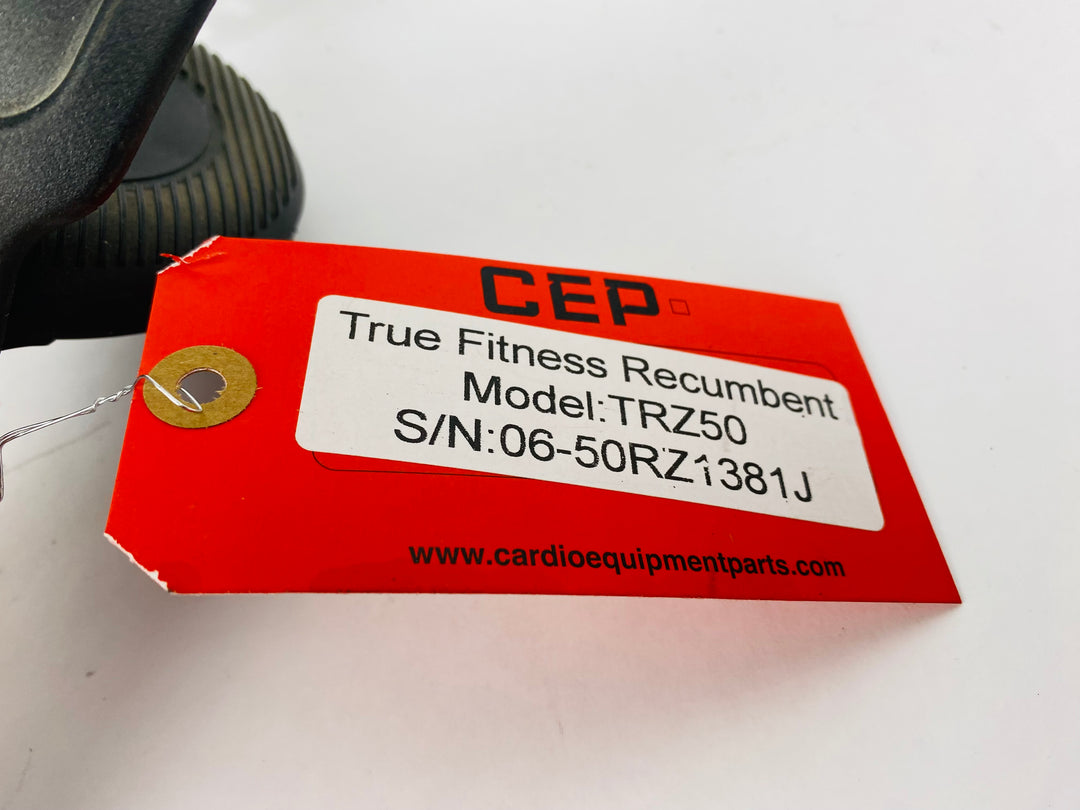 CEP
True Fitness Recumbent
Model:TRZ50
S/N:06-50RZ1381J
www.cardioequipmentparts.com